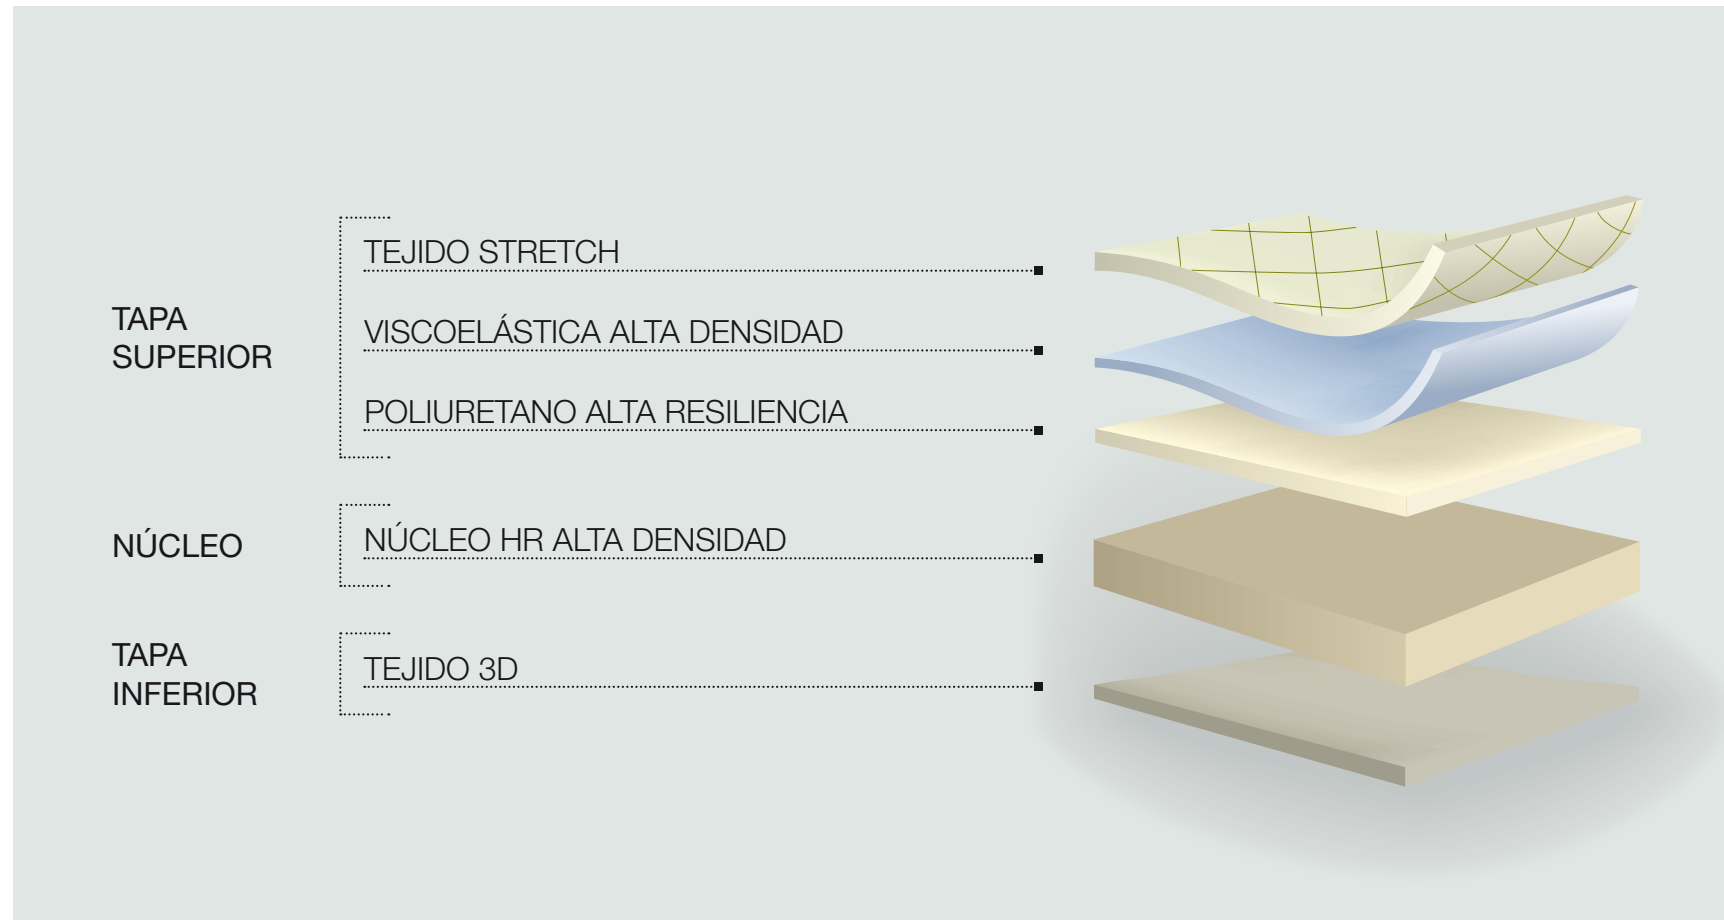 TAPA
SUPERIOR
TEJIDO STRETCH
VISCOELÁSTICA ALTA DENSIDAD
POLIURETANO ALTA RESILIENCIA
NÚCLEO
NÚCLEO HR ALTA DENSIDAD
TAPA
INFERIOR
TEJIDO 3D